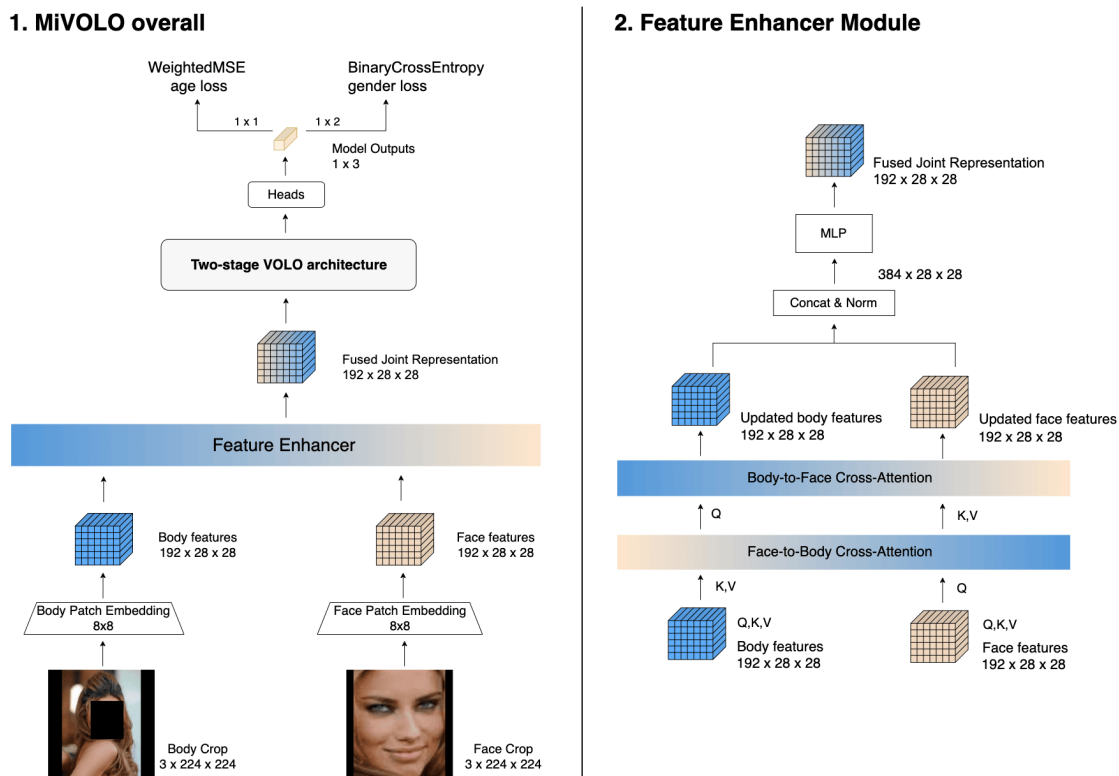 1. MiVOLO overall
WeightedMSE
age loss
BinaryCrossEntropy
gender loss
1 x 1
1 x 2
Model Outputs
1 x 3
Heads
Two-stage VOLO architecture
Fused Joint Representation
192 x 28 x 28
Feature Enhancer
Body features
192 x 28 x 28
Face features
192 x 28 x 28
Body Patch Embedding
8x8
Face Patch Embedding
8x8
Body Crop
3 x 224 x 224
Face Crop
3 x 224 x 224
2. Feature Enhancer Module
Fused Joint Representation
192 x 28 x 28
MLP
384 x 28 x 28
Concat & Norm
Updated body features
192 x 28 x 28
Updated face features
192 x 28 x 28
Body-to-Face Cross-Attention
Q
K,V
Face-to-Body Cross-Attention
K,V
Q
Q,K,V
Body features
192 x 28 x 28
Q,K,V
Face features
192 x 28 x 28